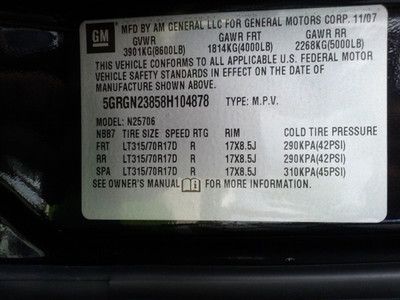 GM
MFD BY AM GENERAL LLC FOR GENERAL MOTORS CORP. 11/07
GVWR GAWR FRT GAWR RR
3901KG(8600LB) 1814KG(4000LB) 2268KG(5000LB)
THIS VEHICLE CONFORMS TO ALL APPLICABLE U.S. FEDERAL MOTOR
VEHICLE SAFETY STANDARDS IN EFFECT ON THE DATE OF
MANUFACTURE SHOWN ABOVE.
5GRGN23858H104878 TYPE: M.P.V.
MODEL: N25706
N887 TIRE SIZE SPEED RTG RIM COLD TIRE PRESSURE
FRT LT315/70R17D R 17X8.5J 290KPA(42PSI)
RR LT315/70R17D R 17X8.5J 290KPA(42PSI)
SPA LT315/70R17D R 17X8.5J 310KPA(45PSI)
SEE OWNER'S MANUAL FOR MORE INFORMATION